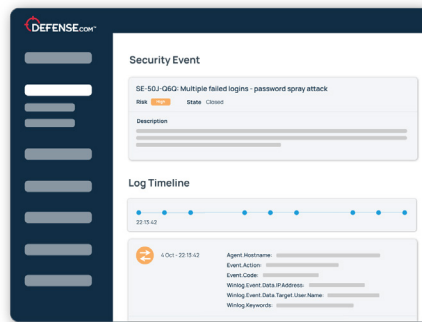 DEFENSE.COM™
Security Event
SE-50J-Q6Q: Multiple failed logins - password spray attack
Risk High State Closed
Description
Log Timeline
22:13:42
4 Oct - 22:13:42
Agent.Hostname:
Event.Action:
Event.Code:
Winlog.Event.Data.IP.Address:
Winlog.Event.Data.Target.User.Name:
Winlog.Keywords: